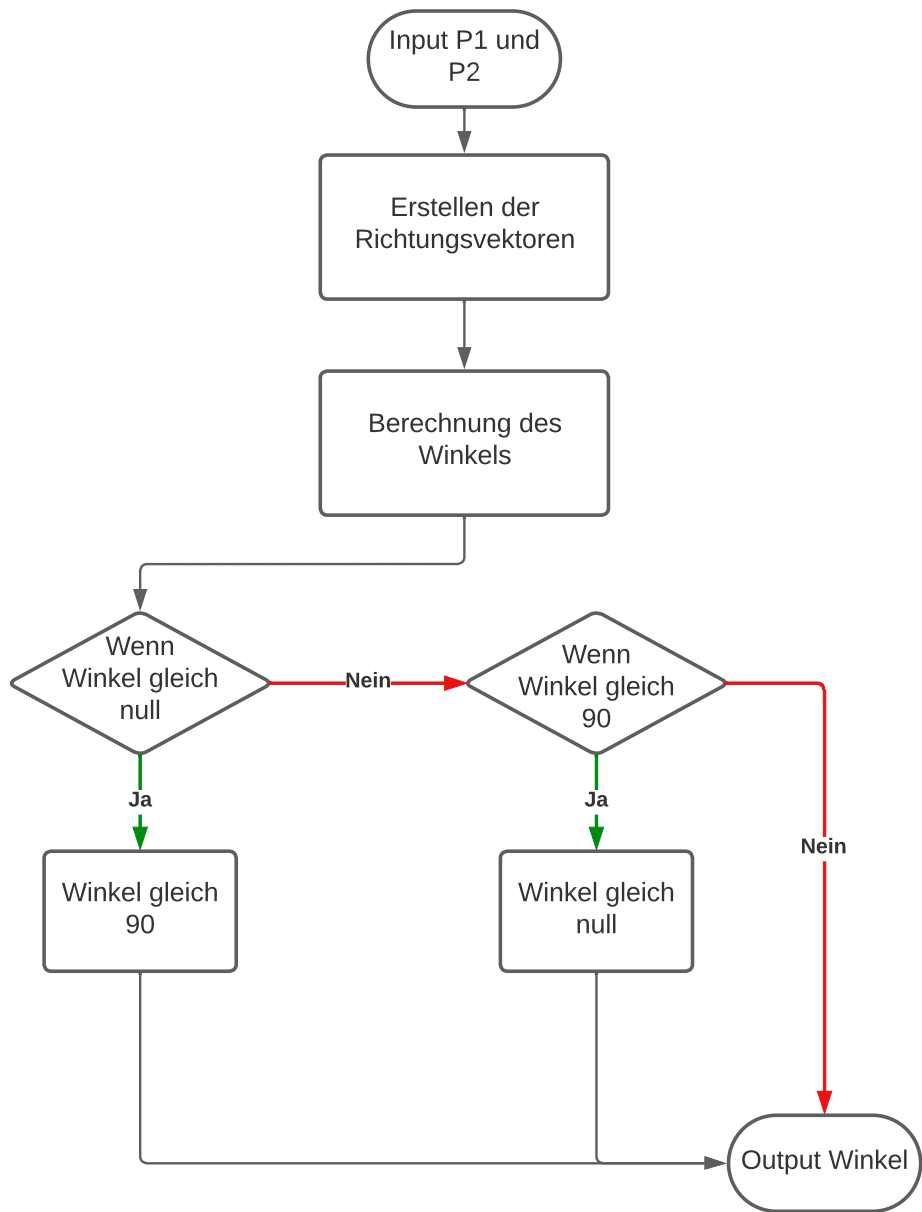 Input P1 und
P2
Erstellen der
Richtungsvektoren
Berechnung des
Winkels
Wenn
Winkel gleich
null
Nein
Wenn
Winkel gleich
90
Ja
Ja
Nein
Winkel gleich
90
Winkel gleich
null
Output Winkel